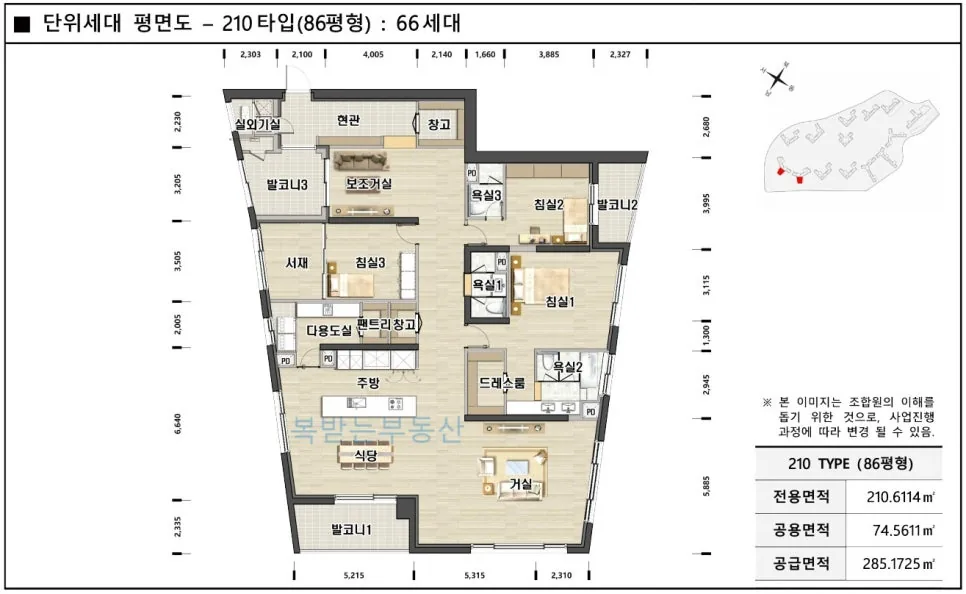 ■ 단위세대 평면도 – 210타입(86평형) : 66세대
2,303 2,100 4,005 2,140 1,660 3,885 2,327
2,230
3,205
3,505
2,005
6,640
2,335
2,680
3,995
3,115
1,300
2,945
5,885
실외기실
현관
창고
발코니3
보조거실
PD
욕실3
침실2
발코니2
서재
침실3
PD
욕실1
침실1
다용도실
팬트리
창고
PD
PD
주방
드레스룸
욕실2
PD
복받는부동산
식당
거실
발코니1
5,215 5,315 2,310
※ 본 이미지는 조합원의 이해를
돕기 위한 것으로, 사업진행
과정에 따라 변경 될 수 있음.
210 TYPE (86평형)
전용면적 210.6114㎡
공용면적 74.5611㎡
공급면적 285.1725㎡